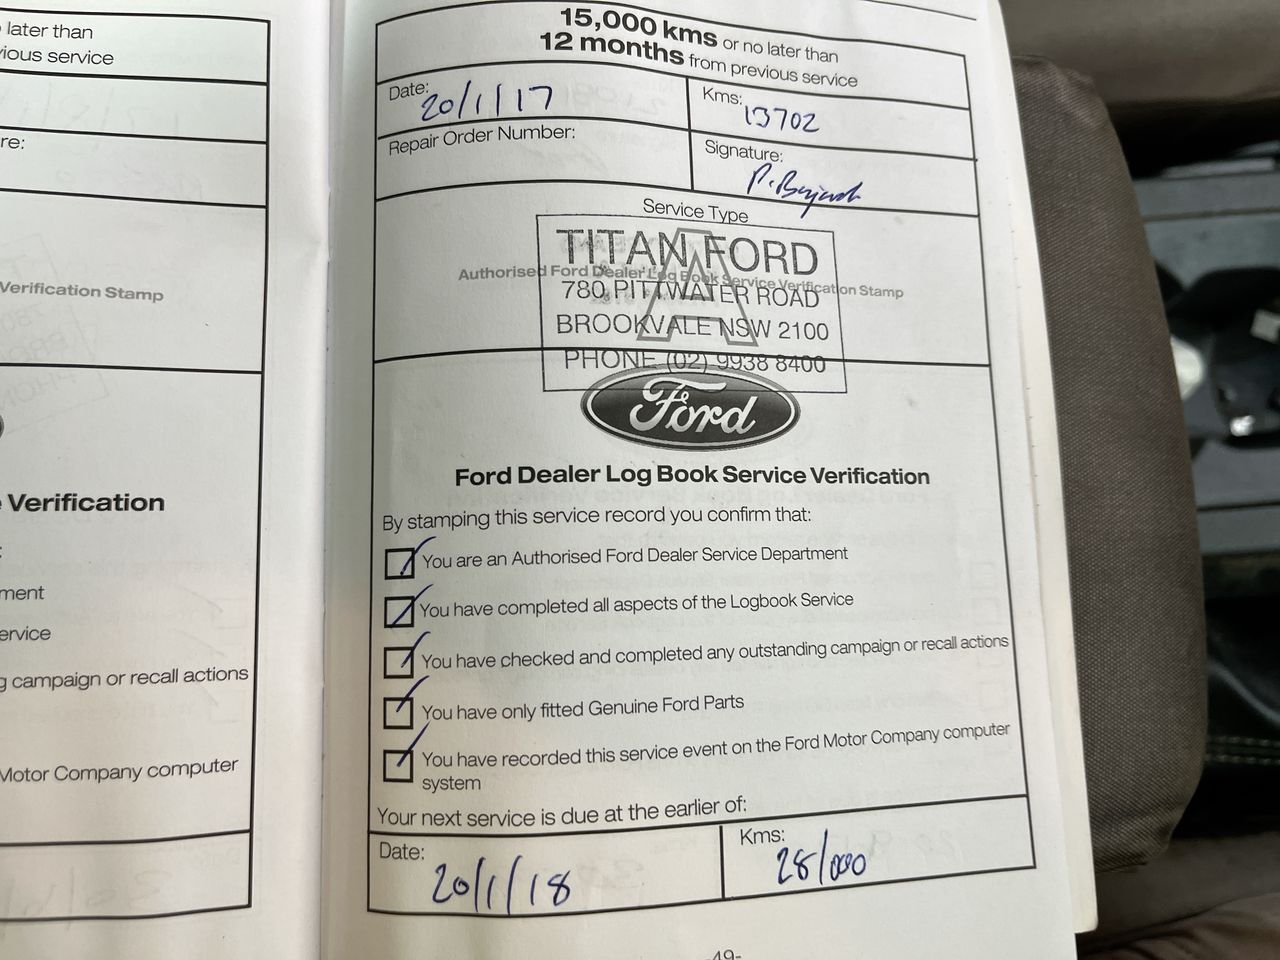 later than
vious service
re:
Verification Stamp
Verification
:
ment
ervice
g campaign or recall actions
Motor Company computer
15,000 kms or no later than
12 months from previous service
Date: 20/1/17
Kms: 13702
Repair Order Number:
Signature:
Service Type
A
Authorised Ford Dealer Log Book Service Verification Stamp
TITAN FORD
780 PITTWATER ROAD
BROOKVALE NSW 2100
PHONE (02) 9938 8400
Ford
Ford Dealer Log Book Service Verification
By stamping this service record you confirm that:
You are an Authorised Ford Dealer Service Department
You have completed all aspects of the Logbook Service
You have checked and completed any outstanding campaign or recall actions
You have only fitted Genuine Ford Parts
You have recorded this service event on the Ford Motor Company computer
system
Your next service is due at the earlier of:
Date: 20/1/18
Kms: 28/000
-49-